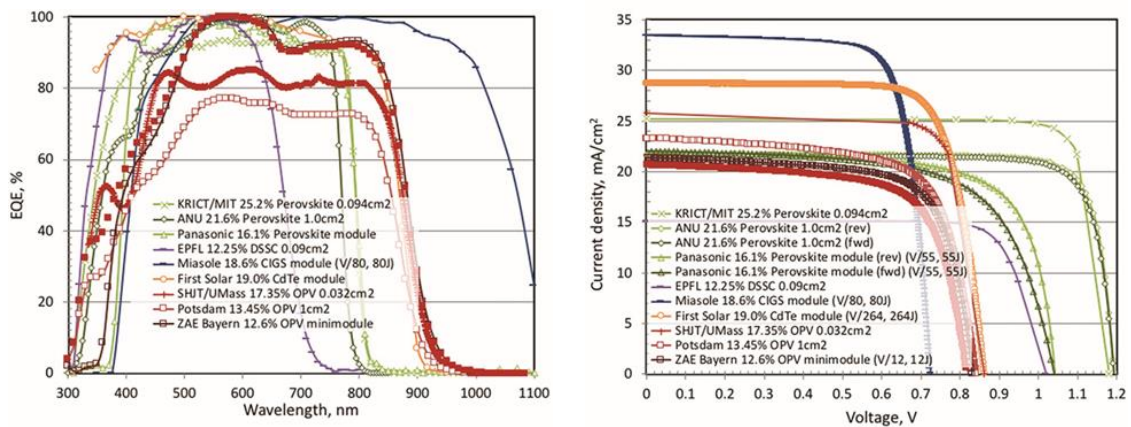 100
80
60
40
20
0
EQE, %
KRICT/MIT 25.2% Perovskite 0.094cm2
ANU 21.6% Perovskite 1.0cm2
Panasonic 16.1% Perovskite module
EPFL 12.25% DSSC 0.09cm2
Miasole 18.6% CIGS module (V/80, 80J)
First Solar 19.0% CdTe module
SHJT/UMass 17.35% OPV 0.032cm2
Potsdam 13.45% OPV 1cm2
ZAE Bayern 12.6% OPV minimodule
300 400 500 600 700 800 900 1000 1100
Wavelength, nm
35
30
25
20
15
10
5
0
Current density, mA/cm2
KRICT/MIT 25.2% Perovskite 0.094cm2
ANU 21.6% Perovskite 1.0cm2 (rev)
ANU 21.6% Perovskite 1.0cm2 (fwd)
Panasonic 16.1% Perovskite module (rev) (V/55, 55J)
Panasonic 16.1% Perovskite module (fwd) (V/55, 55J)
EPFL 12.25% DSSC 0.09cm2
Miasole 18.6% CIGS module (V/80, 80J)
First Solar 19.0% CdTe module (V/264, 264J)
SHJT/UMass 17.35% OPV 0.032cm2
Potsdam 13.45% OPV 1cm2
ZAE Bayern 12.6% OPV minimodule (V/12, 12J)
0 0.1 0.2 0.3 0.4 0.5 0.6 0.7 0.8 0.9 1 1.1 1.2
Voltage, V